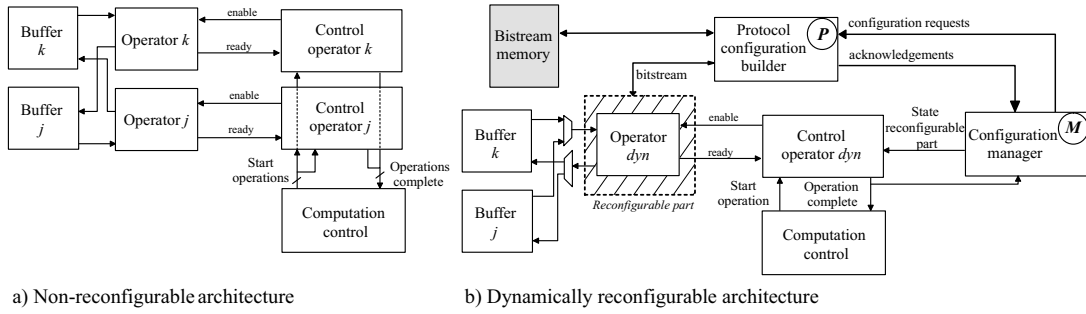 Buffer
k
Operator k
enable
ready
Control
operator k
Buffer
j
Operator j
enable
ready
Control
operator j
Start
operations
Operations
complete
Computation
control
a) Non-reconfigurable architecture
Bistream
memory
Protocol
configuration
builder
P
configuration requests
acknowledgements
bitstream
Buffer
k
Operator
dyn
enable
ready
Control
operator dyn
State
reconfigurable
part
Configuration
manager
M
Buffer
j
Reconfigurable part
Start
operation
Operation
complete
Computation
control
b) Dynamically reconfigurable architecture